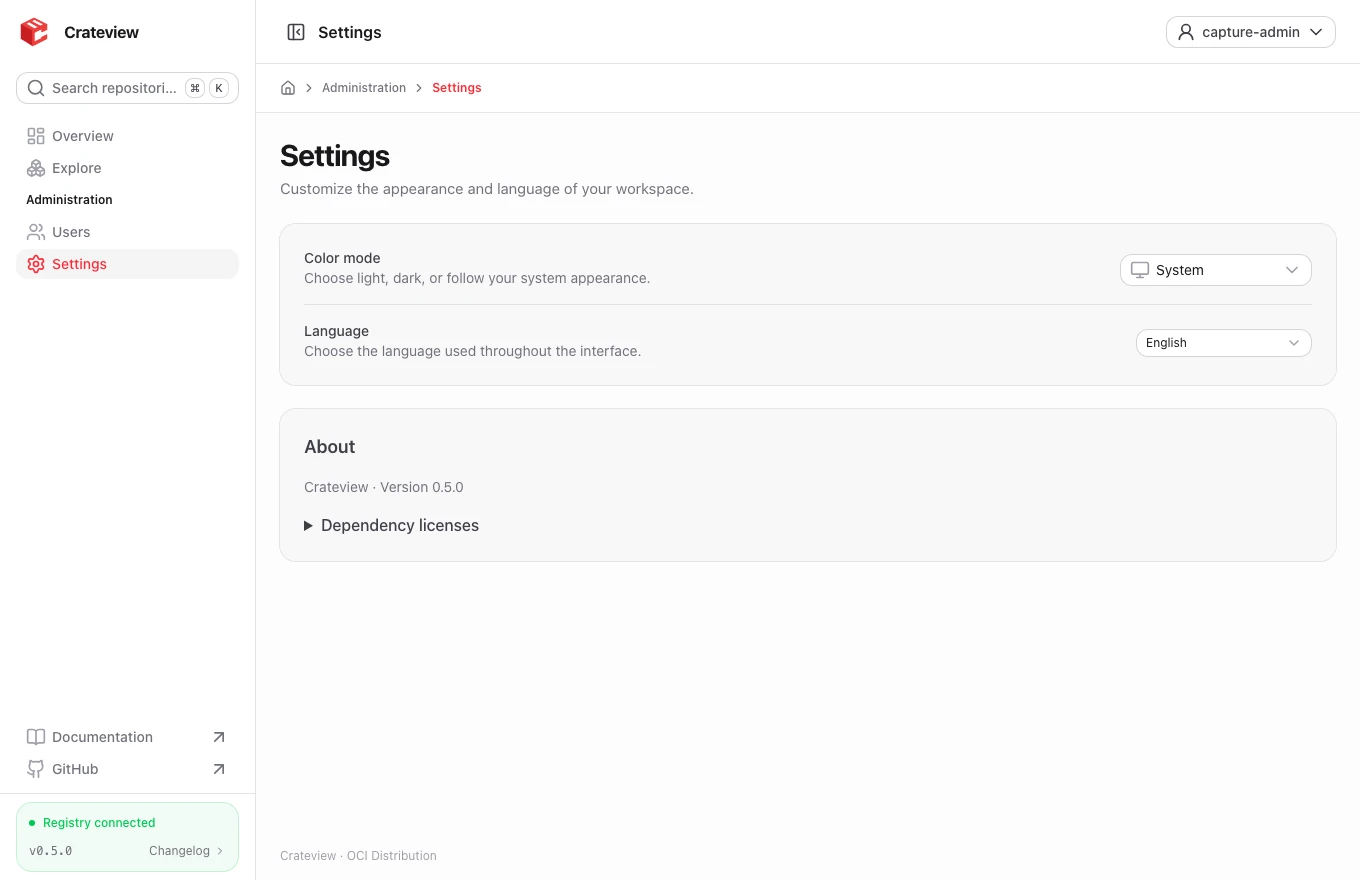 Crateview
Settings
capture-admin
Search repositori... ⌘ K
Overview
Explore
Administration
Users
Settings
Documentation
GitHub
Registry connected
v0.5.0 Changelog
Administration Settings
Settings
Customize the appearance and language of your workspace.
Color mode
Choose light, dark, or follow your system appearance.
System
Language
Choose the language used throughout the interface.
English
About
Crateview · Version 0.5.0
Dependency licenses
Crateview · OCI Distribution